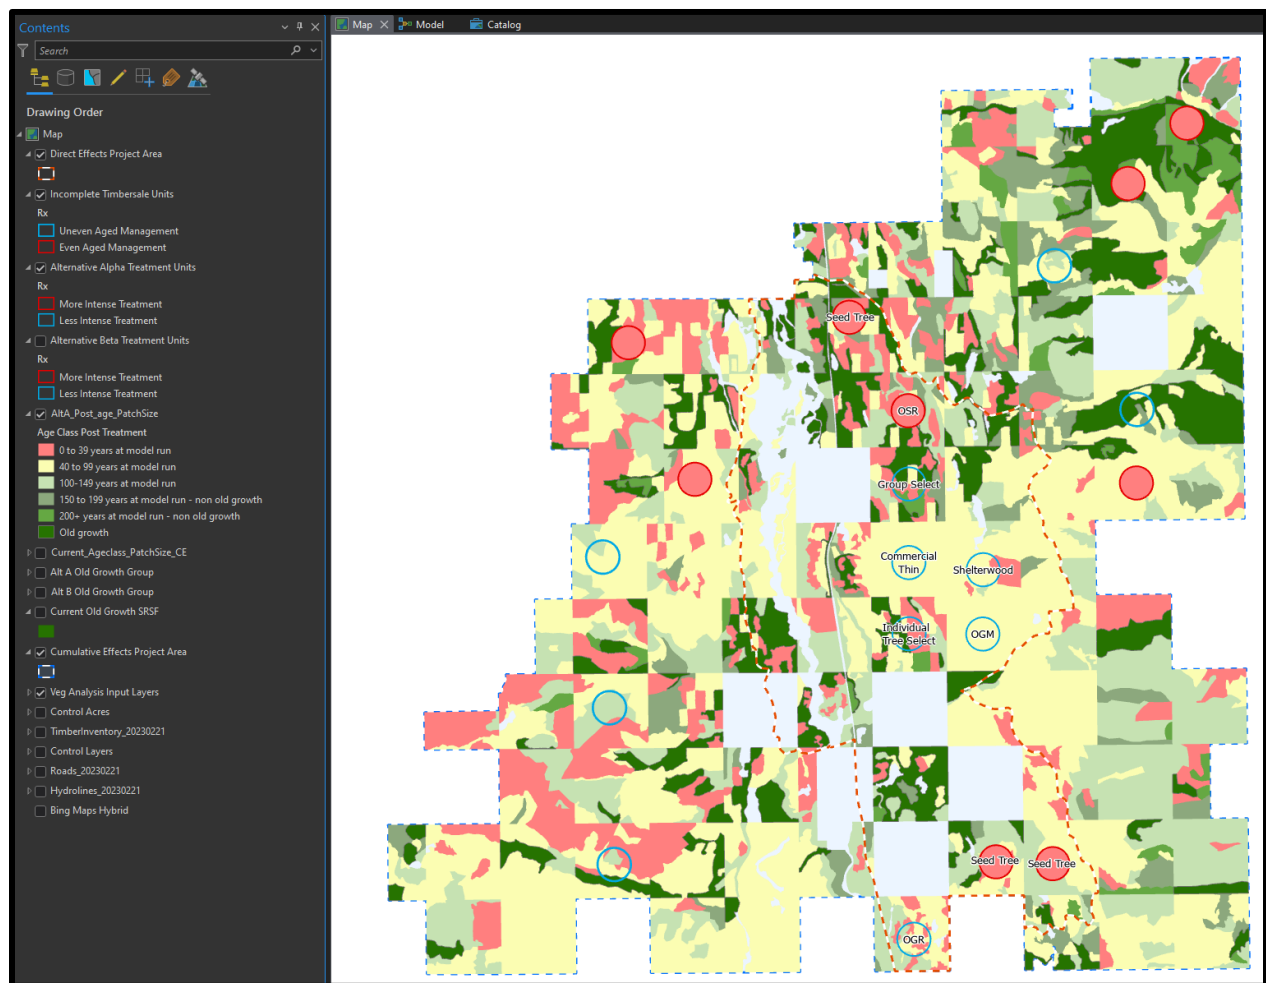 Contents
Search
Drawing Order
Map
Direct Effects Project Area
Incomplete Timbersale Units
Rx
Uneven Aged Management
Even Aged Management
Alternative Alpha Treatment Units
Rx
More Intense Treatment
Less Intense Treatment
Alternative Beta Treatment Units
Rx
More Intense Treatment
Less Intense Treatment
AltA_Post_age_PatchSize
Age Class Post Treatment
0 to 39 years at model run
40 to 99 years at model run
100-149 years at model run
150 to 199 years at model run - non old growth
200+ years at model run - non old growth
Old growth
Current_Ageclass_PatchSize_CE
Alt A Old Growth Group
Alt B Old Growth Group
Current Old Growth SRSF
Cumulative Effects Project Area
Veg Analysis Input Layers
Control Acres
TimberInventory_20230221
Control Layers
Roads_20230221
Hydrolines_20230221
Bing Maps Hybrid
Map Model Catalog
Seed Tree
OSR
Group Select
Commercial
Thin
Shelterwood
Individual
Tree Select
OGM
Seed Tree
Seed Tree
OGR